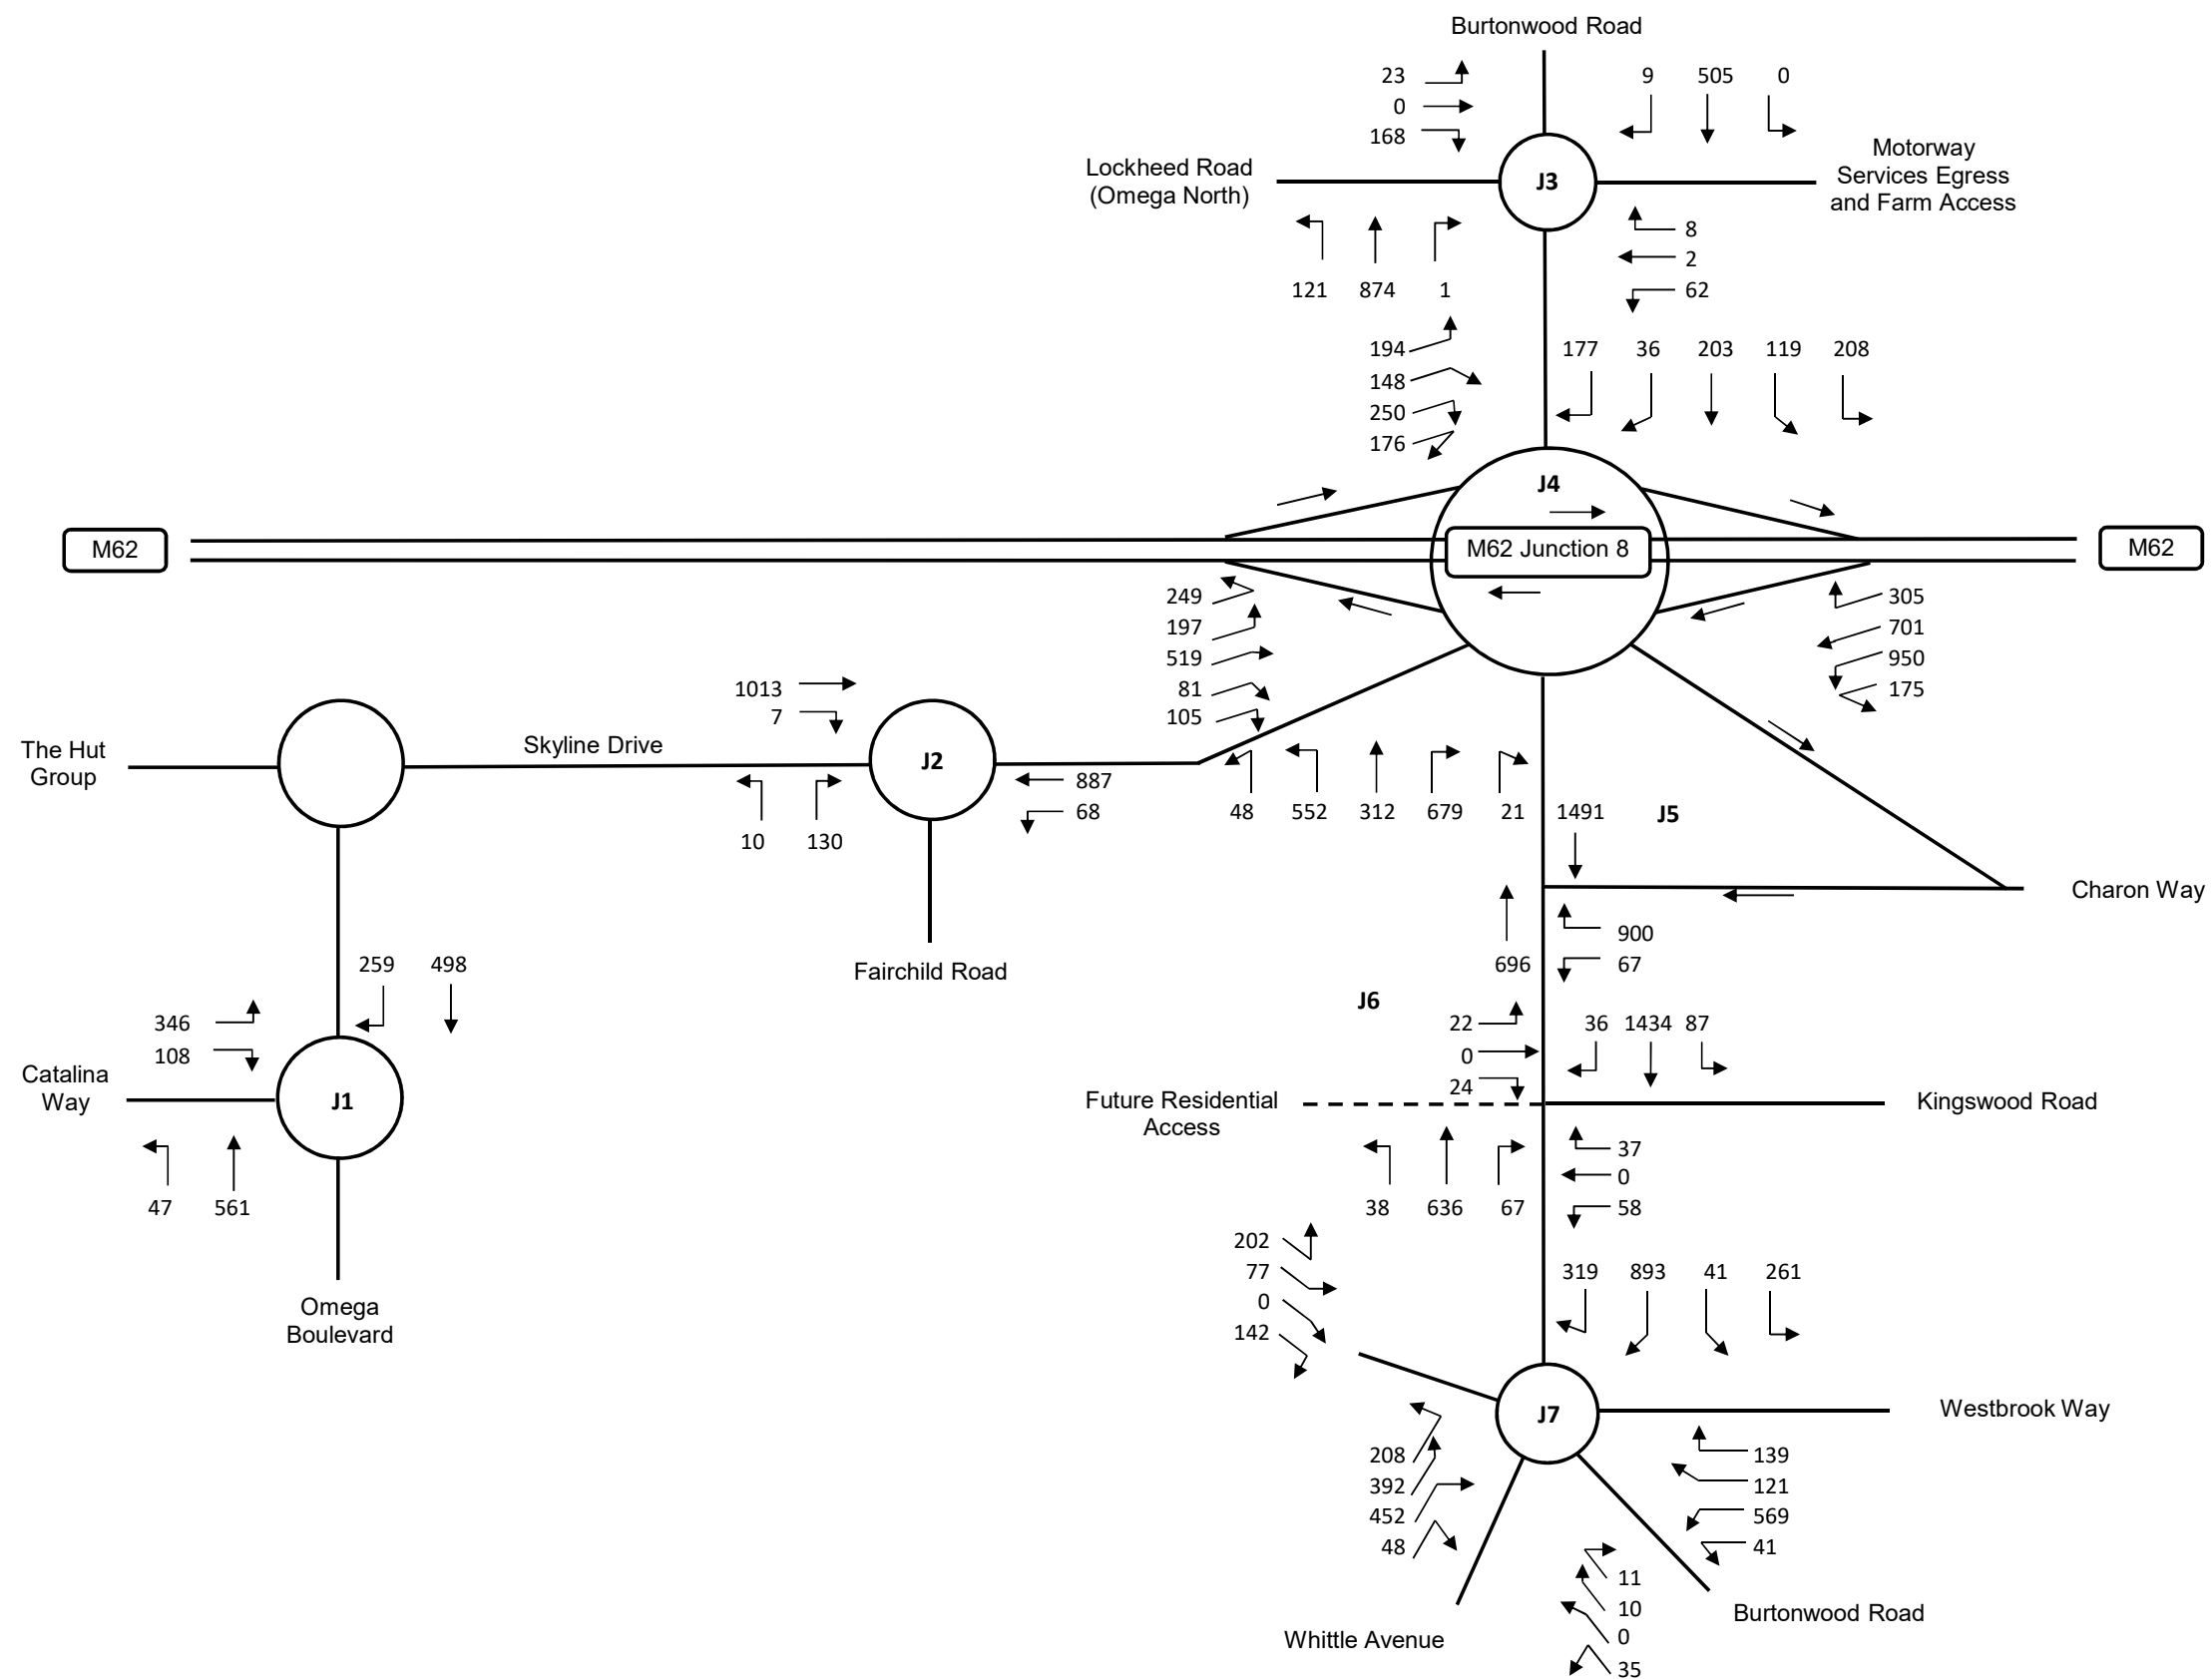 Burtonwood Road
23
9 505 0
0
168
Motorway
Services Egress
and Farm Access
Lockheed Road
(Omega North)
J3
8
2
62
121 874 1
194
177 36 203 119 208
148
250
176
J4
M62
M62 Junction 8
M62
249
305
197
701
519
950
81
175
105
1013
7
The Hut
Group
Skyline Drive
J2
887
68
10 130
48 552 312 679 21
1491
J5
Charon Way
900
696
67
Fairchild Road
259 498
J6
346
108
22
36 1434 87
0
24
Catalina
Way
J1
Future Residential
Access
Kingswood Road
37
0
58
47 561
38 636 67
202
77
0
142
319 893 41 261
Omega
Boulevard
J7
Westbrook Way
208
139
392
121
452
569
48
41
11
10
0
35
Burtonwood Road
Whittle Avenue